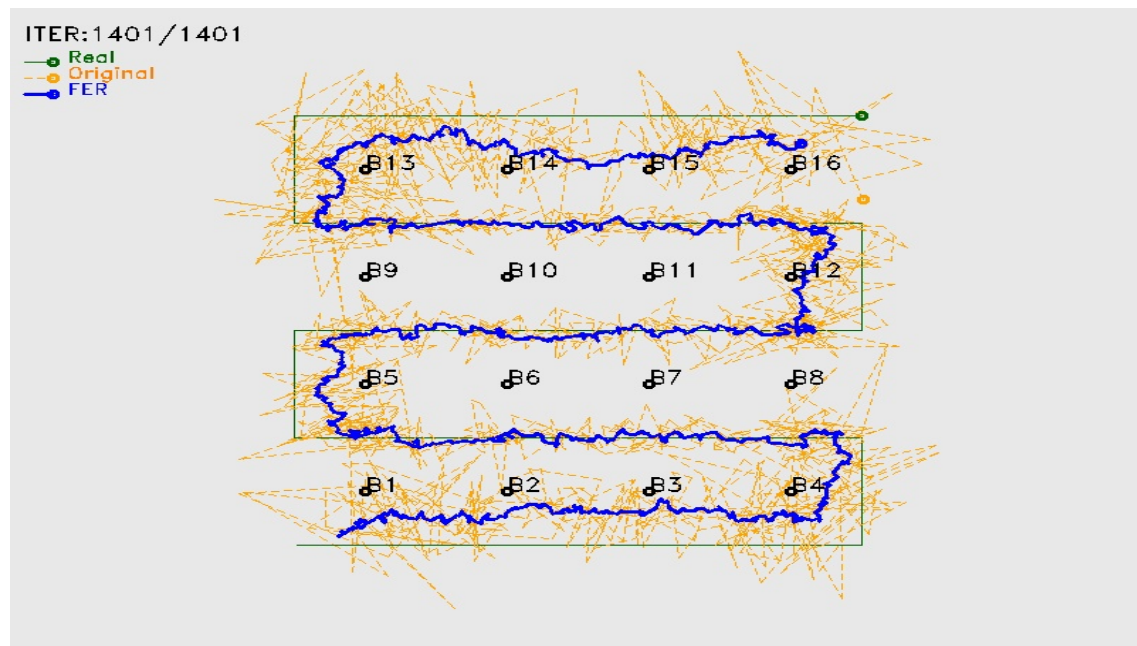 ITER:1401/1401
Real
Original
FER
B13 B14 B15 B16
B9 B10 B11 B12
B5 B6 B7 B8
B1 B2 B3 B4